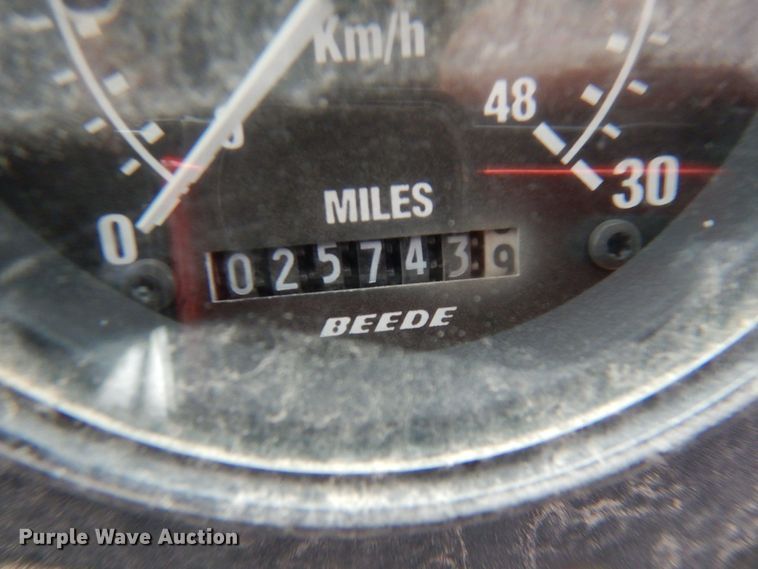 Km/h
48
0
30
MILES
0257439
BEEDE
Purple Wave Auction